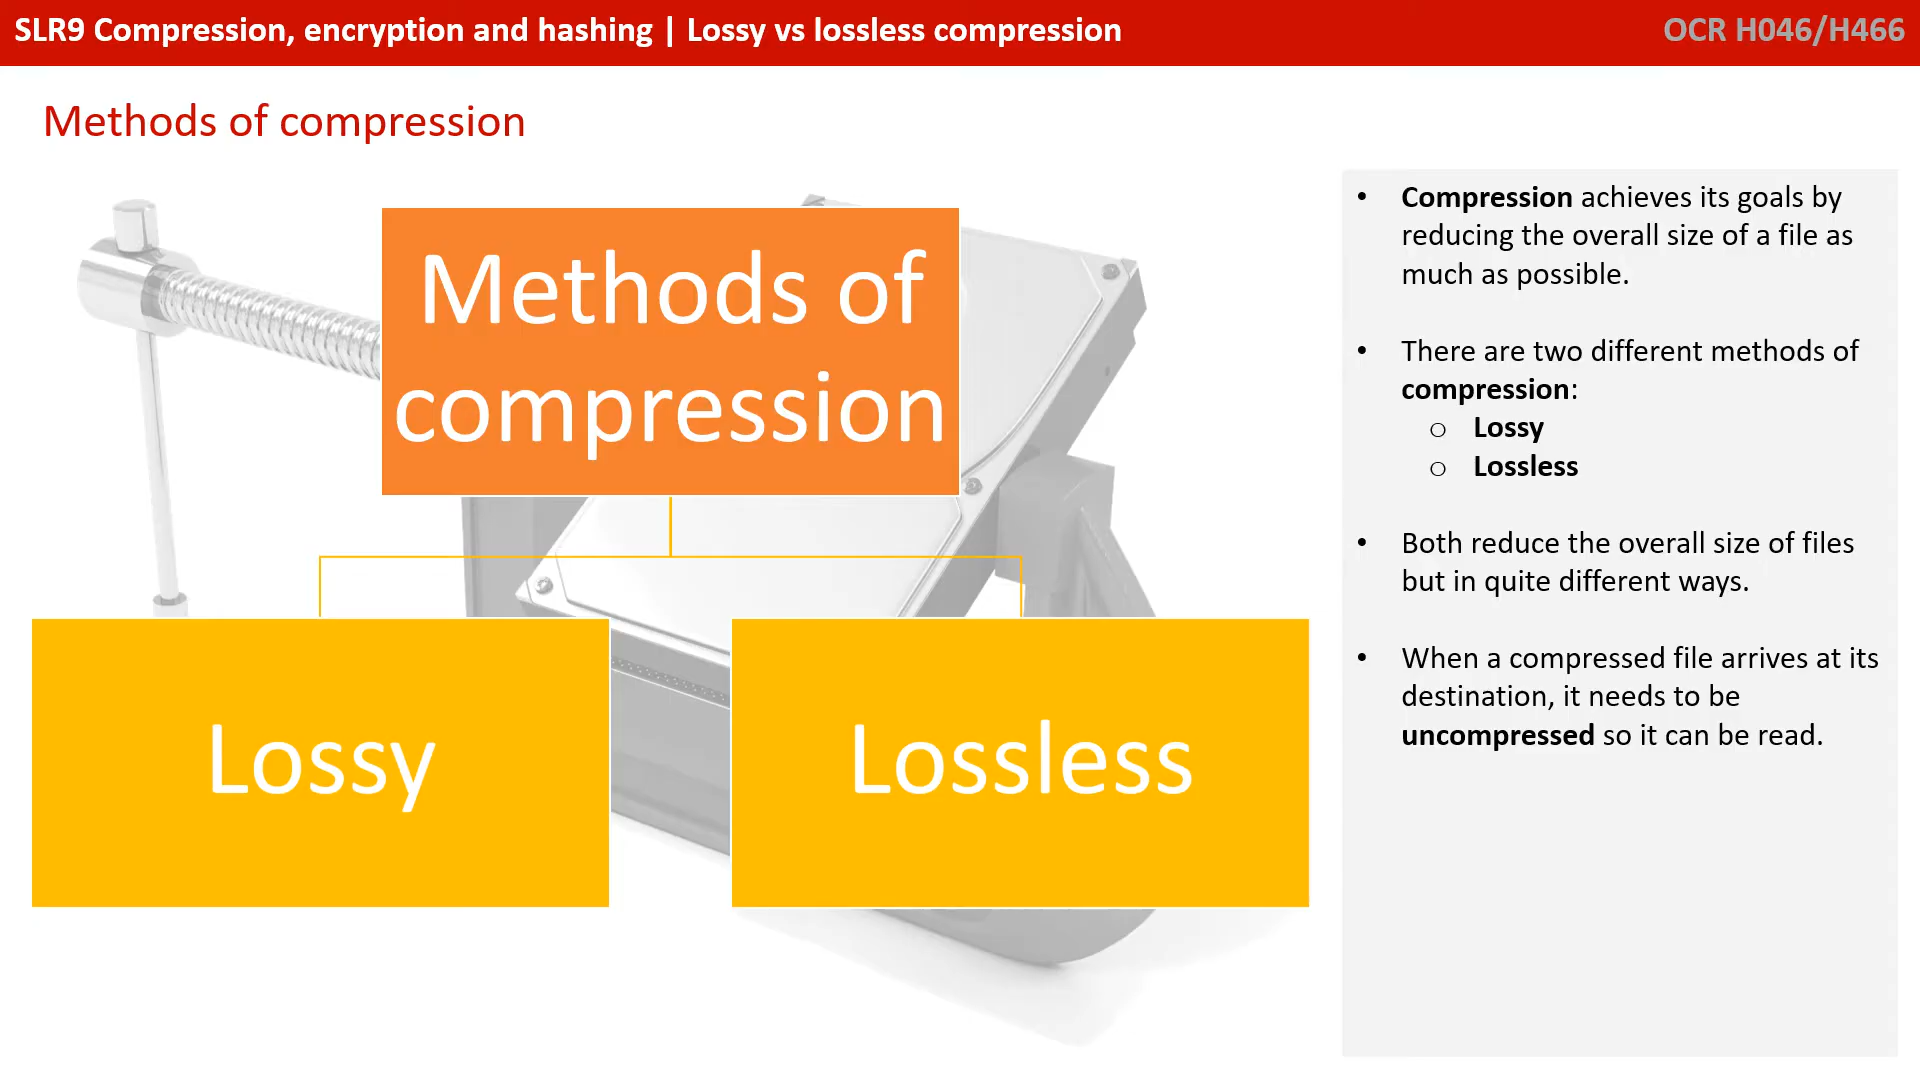 SLR9 Compression, encryption and hashing | Lossy vs lossless compression
OCR H046/H466
Methods of compression
Methods of
compression
Lossy
Lossless
• Compression achieves its goals by
reducing the overall size of a file as
much as possible.
• There are two different methods of
compression:
o Lossy
o Lossless
• Both reduce the overall size of files
but in quite different ways.
• When a compressed file arrives at its
destination, it needs to be
uncompressed so it can be read.